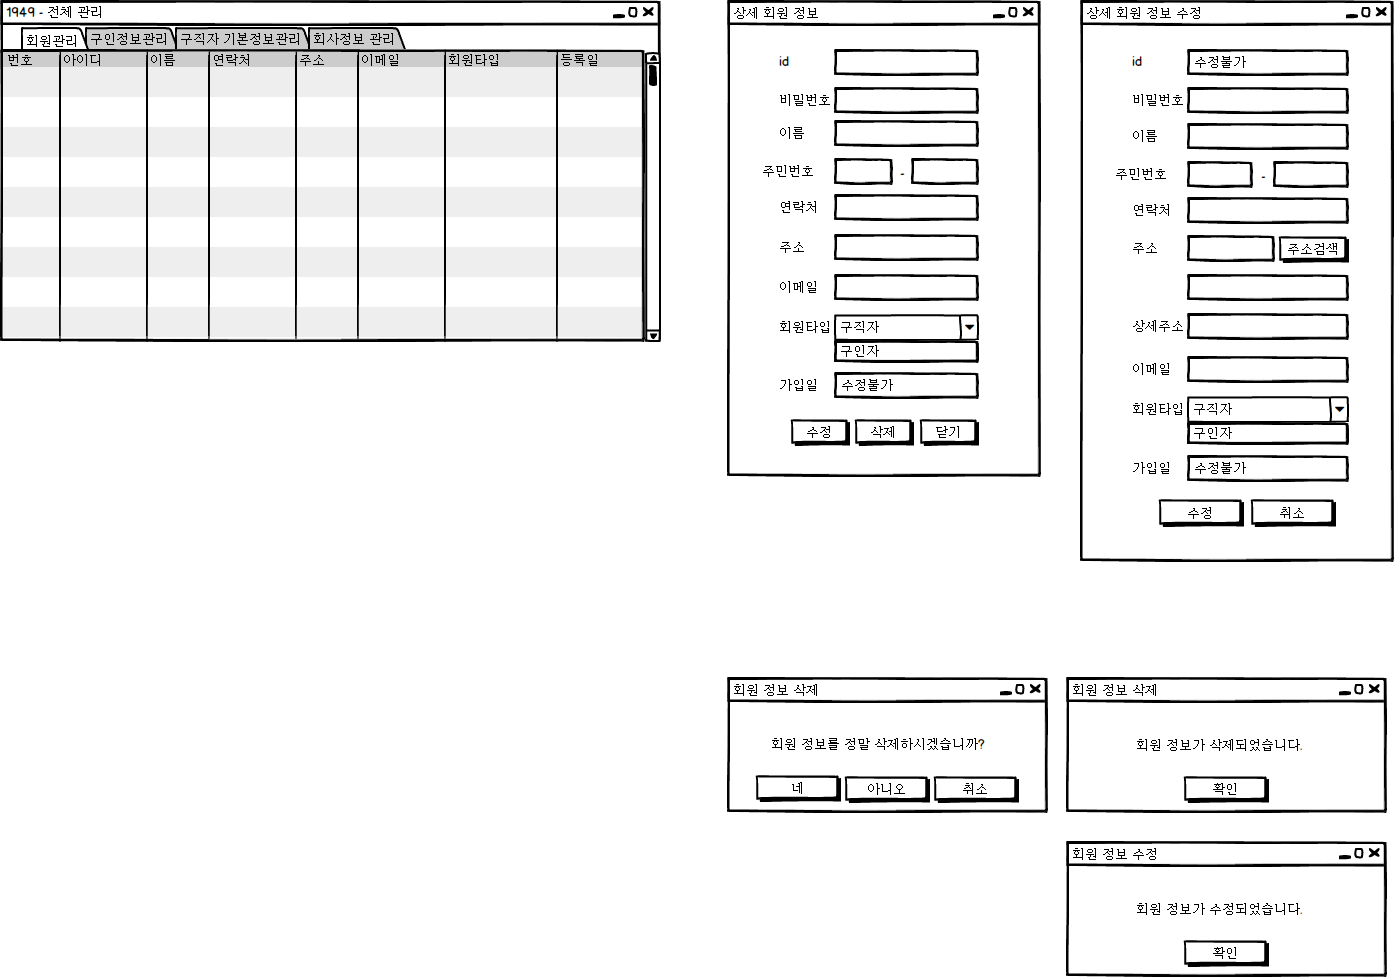 1949 - 전체 관리
회원관리 구인정보관리 구직자 기본정보관리 회사정보 관리
번호 아이디 이름 연락처 주소 이메일 회원타입 등록일
상세 회원 정보
id
비밀번호
이름
주민번호 -
연락처
주소
이메일
회원타입 구직자
구인자
가입일 수정불가
수정 삭제 닫기
상세 회원 정보 수정
id 수정불가
비밀번호
이름
주민번호 -
연락처
주소 주소검색
상세주소
이메일
회원타입 구직자
구인자
가입일 수정불가
수정 취소
회원 정보 삭제
회원 정보를 정말 삭제하시겠습니까?
네 아니오 취소
회원 정보 삭제
회원 정보가 삭제되었습니다.
확인
회원 정보 수정
회원 정보가 수정되었습니다.
확인